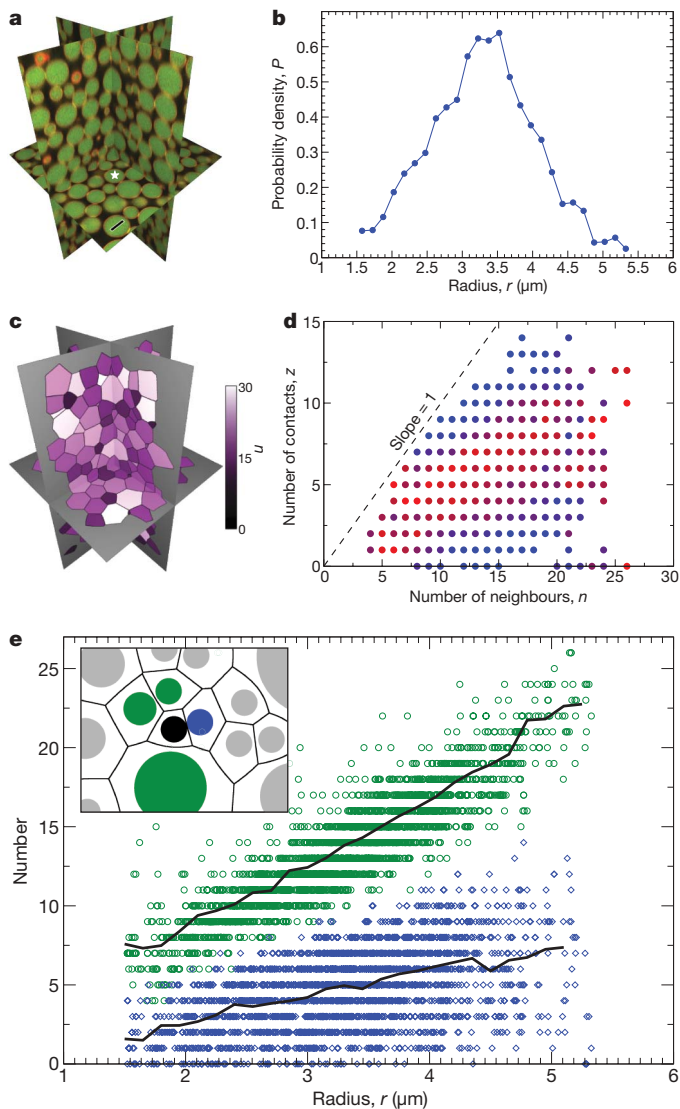 a
b
0.6
0.5
0.4
0.3
0.2
0.1
0
Probability density, P
1 1.5 2 2.5 3 3.5 4 4.5 5 5.5 6
Radius, r (µm)
c
30
15
0
n
d
15
10
5
0
Number of contacts, z
Slope = 1
0 5 10 15 20 25 30
Number of neighbours, n
e
25
20
15
10
5
0
Number
1 2 3 4 5 6
Radius, r (µm)